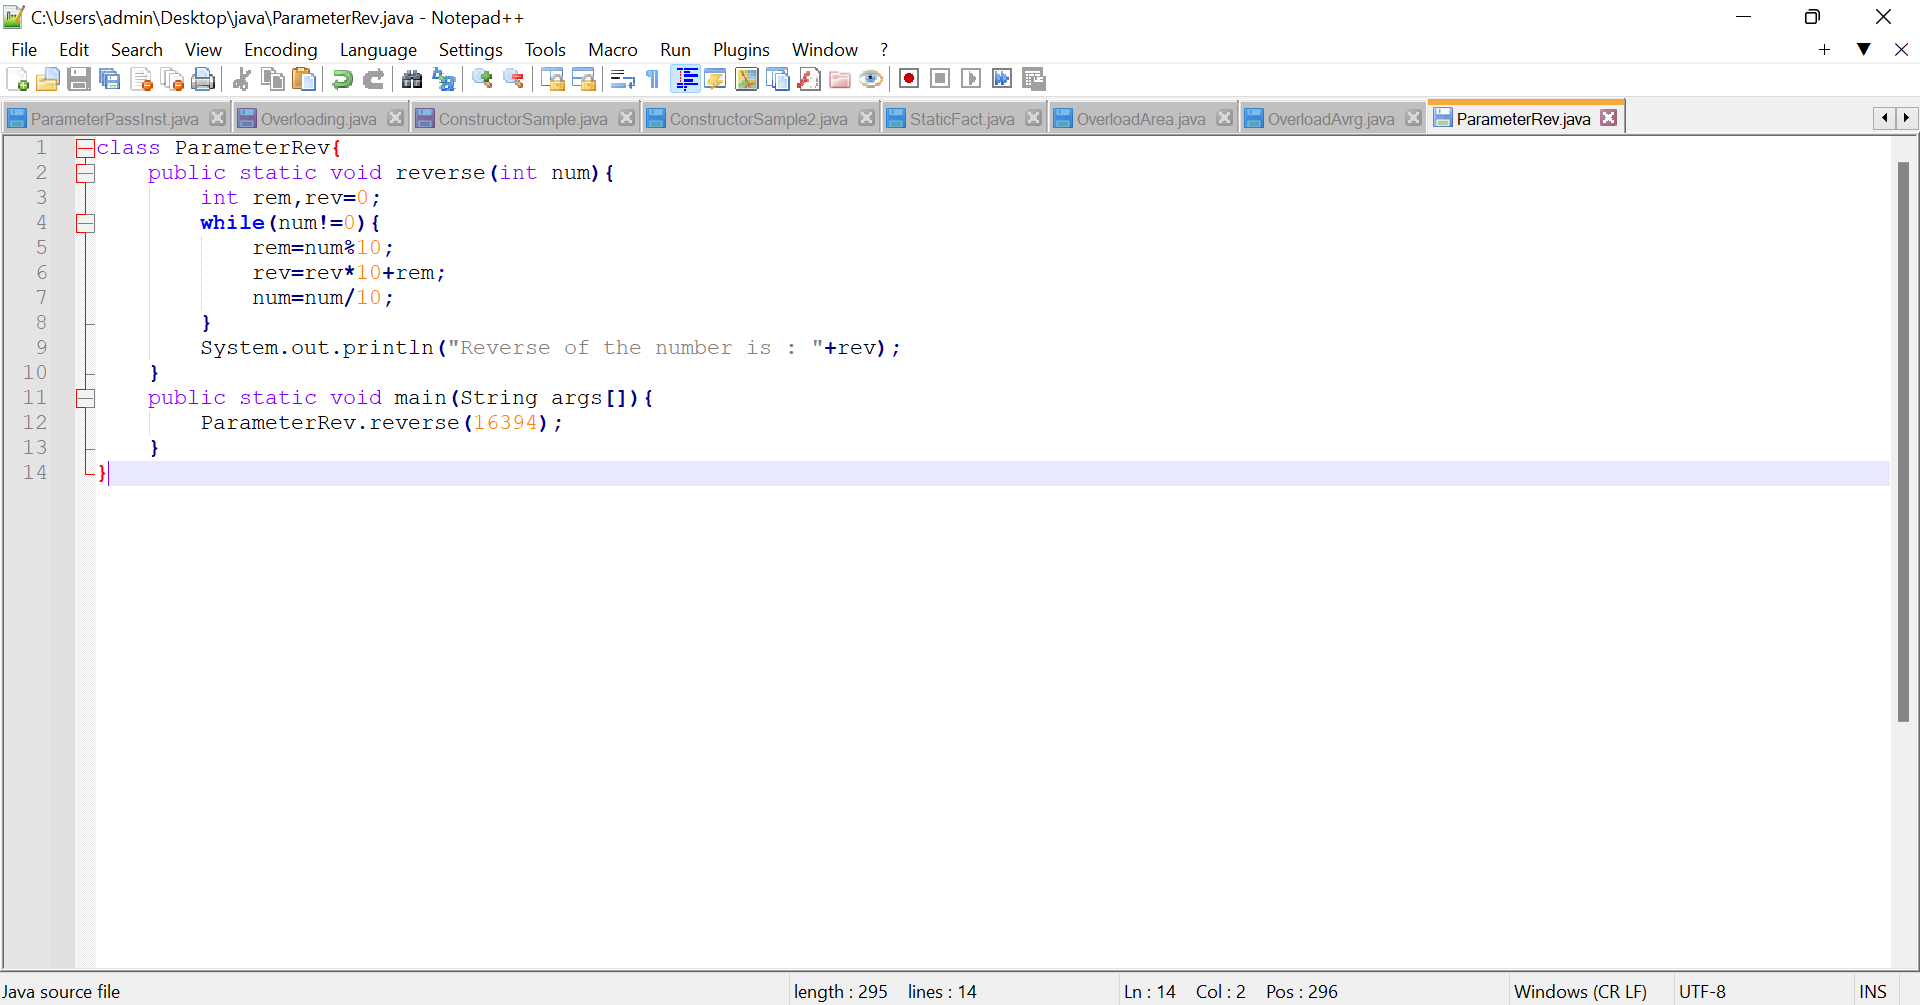 C:\Users\admin\Desktop\java\ParameterRev.java - Notepad++
File Edit Search View Encoding Language Settings Tools Macro Run Plugins Window ?
ParameterPassInst.java Overloading.java ConstructorSample.java ConstructorSample2.java StaticFact.java OverloadArea.java OverloadAvrg.java ParameterRev.java
1 class ParameterRev{
2     public static void reverse(int num){
3         int rem,rev=0;
4         while(num!=0){
5             rem=num%10;
6             rev=rev*10+rem;
7             num=num/10;
8         }
9         System.out.println("Reverse of the number is : "+rev);
10     }
11     public static void main(String args[]){
12         ParameterRev.reverse(16394);
13     }
14 }
Java source file length : 295 lines : 14 Ln : 14 Col : 2 Pos : 296 Windows (CR LF) UTF-8 INS